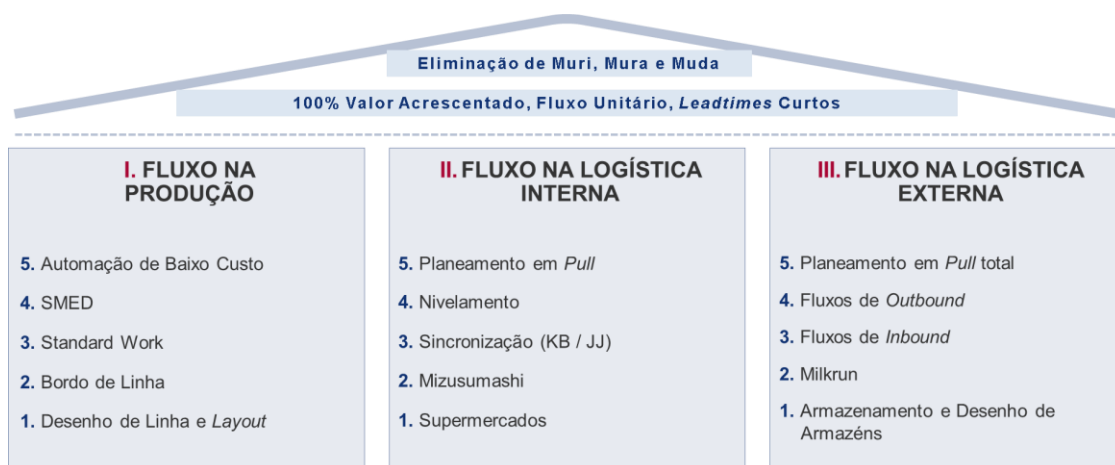 Eliminação de Muri, Mura e Muda
100% Valor Acrescentado, Fluxo Unitário, Leadtimes Curtos
I. FLUXO NA
PRODUÇÃO
5. Automação de Baixo Custo
4. SMED
3. Standard Work
2. Bordo de Linha
1. Desenho de Linha e Layout
II. FLUXO NA LOGÍSTICA
INTERNA
5. Planeamento em Pull
4. Nivelamento
3. Sincronização (KB / JJ)
2. Mizusumashi
1. Supermercados
III. FLUXO NA LOGÍSTICA
EXTERNA
5. Planeamento em Pull total
4. Fluxos de Outbound
3. Fluxos de Inbound
2. Milkrun
1. Armazenamento e Desenho de
Armazéns